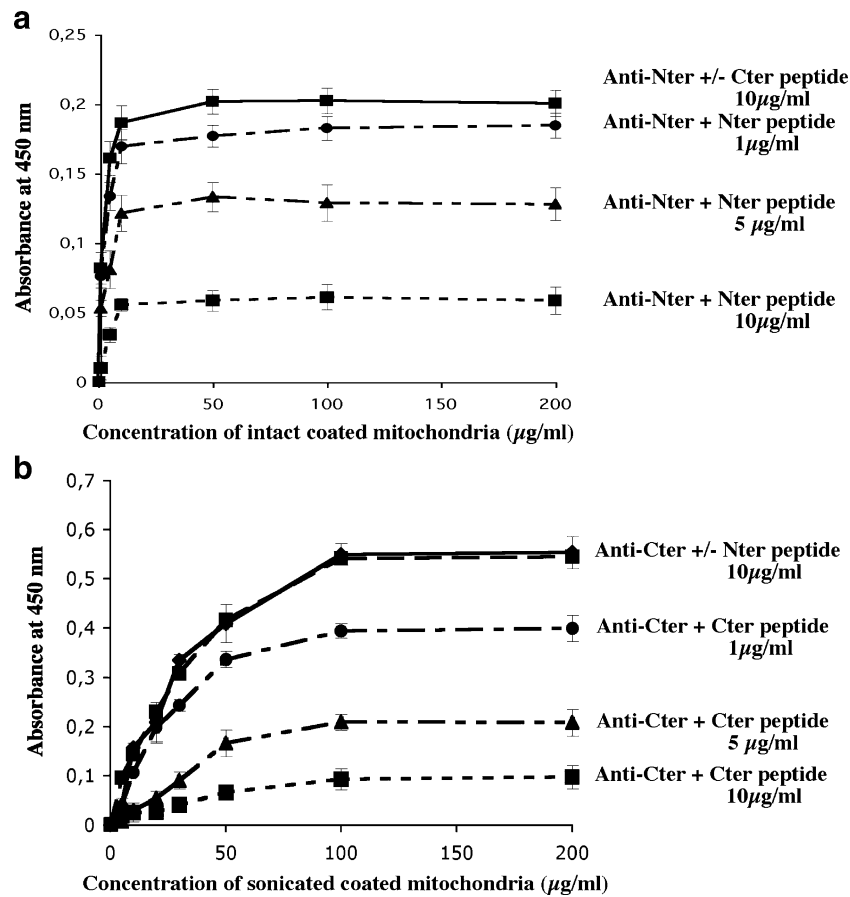 a
0,25
0,2
0,15
0,1
0,05
0
Absorbance at 450 nm
0 50 100 150 200
Concentration of intact coated mitochondria (µg/ml)
Anti-Nter +/- Cter peptide
10µg/ml
Anti-Nter + Nter peptide
1µg/ml
Anti-Nter + Nter peptide
5 µg/ml
Anti-Nter + Nter peptide
10µg/ml
b
0,7
0,6
0,5
0,4
0,3
0,2
0,1
0
Absorbance at 450 nm
0 50 100 150 200
Concentration of sonicated coated mitochondria (µg/ml)
Anti-Cter +/- Nter peptide
10µg/ml
Anti-Cter + Cter peptide
1µg/ml
Anti-Cter + Cter peptide
5 µg/ml
Anti-Cter + Cter peptide
10µg/ml